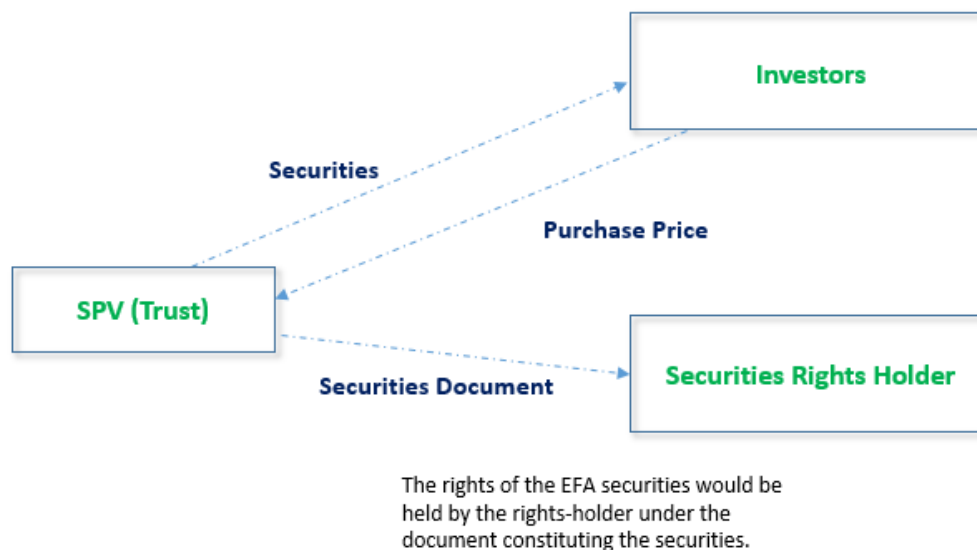 Investors
Securities
Purchase Price
SPV (Trust)
Securities Rights Holder
Securities Document
The rights of the EFA securities would be
held by the rights-holder under the
document constituting the securities.